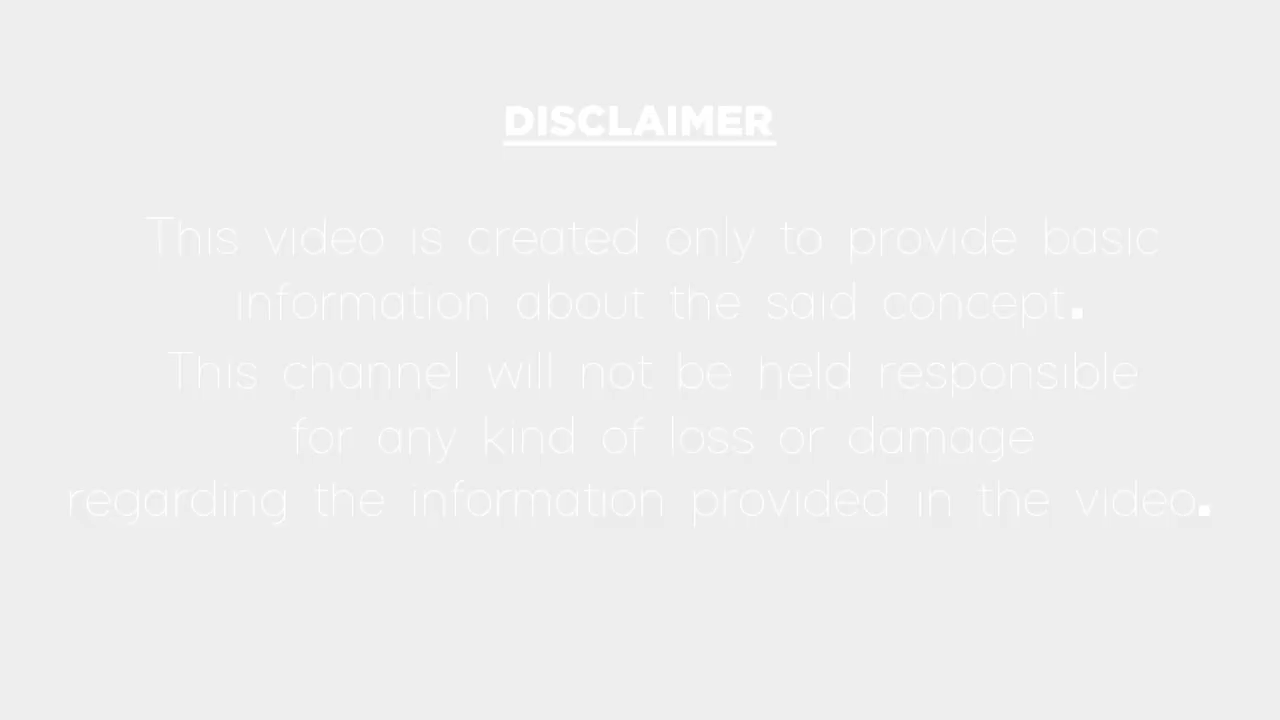 DISCLAIMER
This video is created only to provide basic
information about the said concept.
This channel will not be held responsible
for any kind of loss or damage
regarding the information provided in the video.